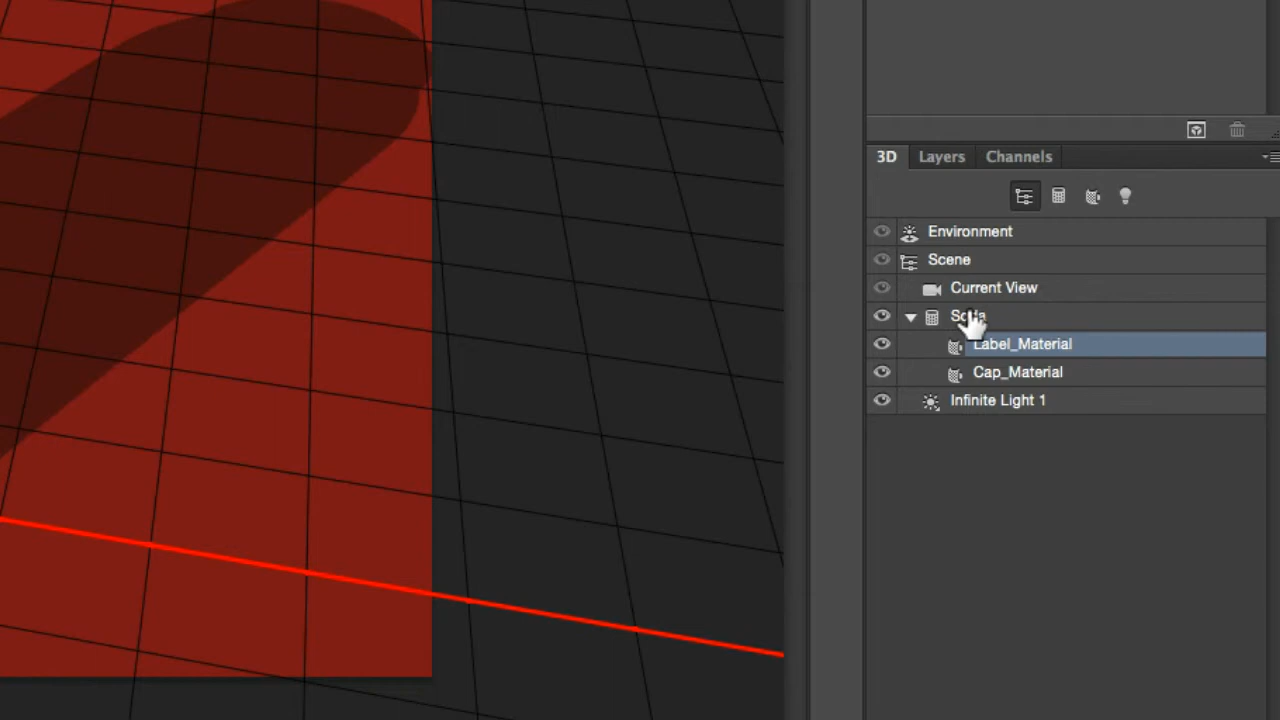 3D Layers Channels
Environment
Scene
Current View
Label_Material
Cap_Material
Infinite Light 1